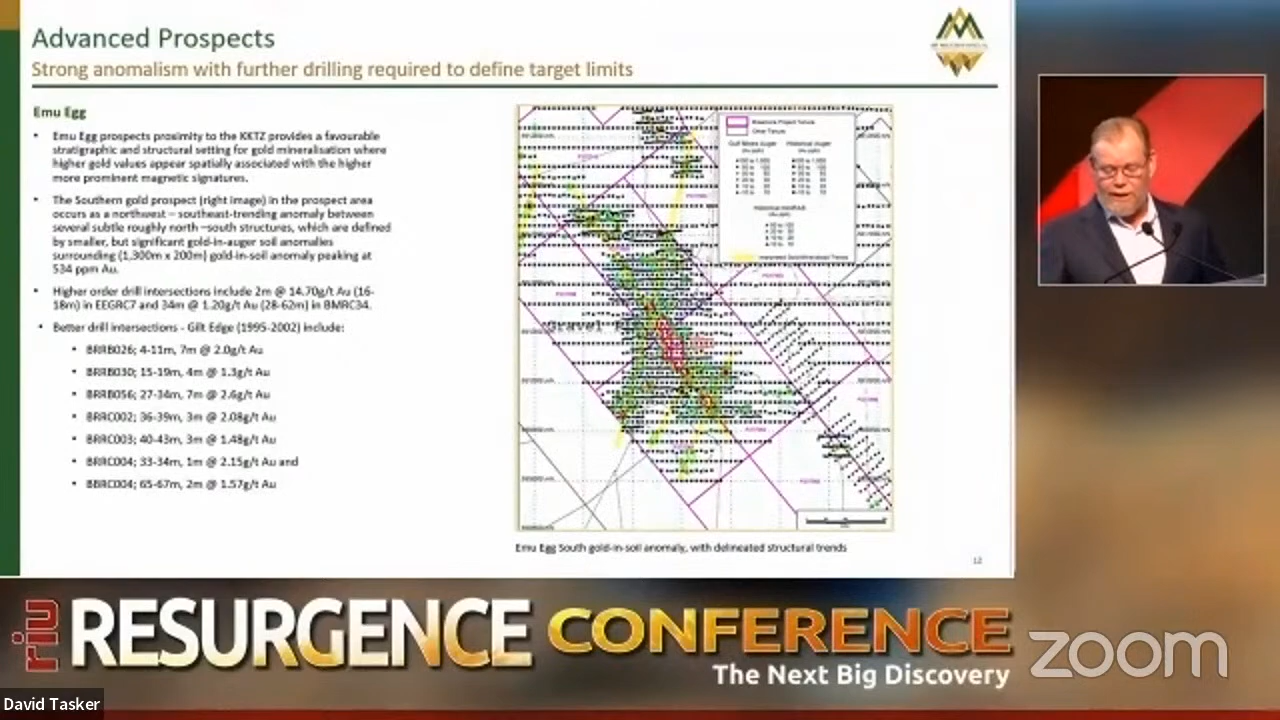 Advanced Prospects
Strong anomalism with further drilling required to define target limits
Emu Egg
• Emu Egg prospects proximity to the KKTZ provides a favourable
stratigraphic and structural setting for gold mineralisation where
higher gold values appear spatially associated with the higher
more prominent magnetic signatures.
• The Southern gold prospect (right image) in the prospect area
occurs as a northwest – southeast-trending anomaly between
several subtle roughly north –south structures, which are defined
by smaller, but significant gold-in-auger soil anomalies
surrounding (1,300m x 200m) gold-in-soil anomaly peaking at
534 ppm Au.
• Higher order drill intersections include 2m @ 14.70g/t Au (16-
18m) in EEGRC7 and 34m @ 1.20g/t Au (28-62m) in BMRC34.
• Better drill intersections - Gilt Edge (1995-2002) include:
• BRRB026; 4-11m, 7m @ 2.0g/t Au
• BRRB030; 15-19m, 4m @ 1.3g/t Au
• BRRB056; 27-34m, 7m @ 2.6g/t Au
• BRRC002; 36-39m, 3m @ 2.08g/t Au
• BRRC003; 40-43m, 3m @ 1.48g/t Au
• BRRC004; 33-34m, 1m @ 2.15g/t Au and
• BBRC004; 65-67m, 2m @ 1.57g/t Au
Other Tenure
Emu Egg South gold-in-soil anomaly, with delineated structural trends
12
riu RESURGENCE CONFERENCE
The Next Big Discovery
zoom
David Tasker